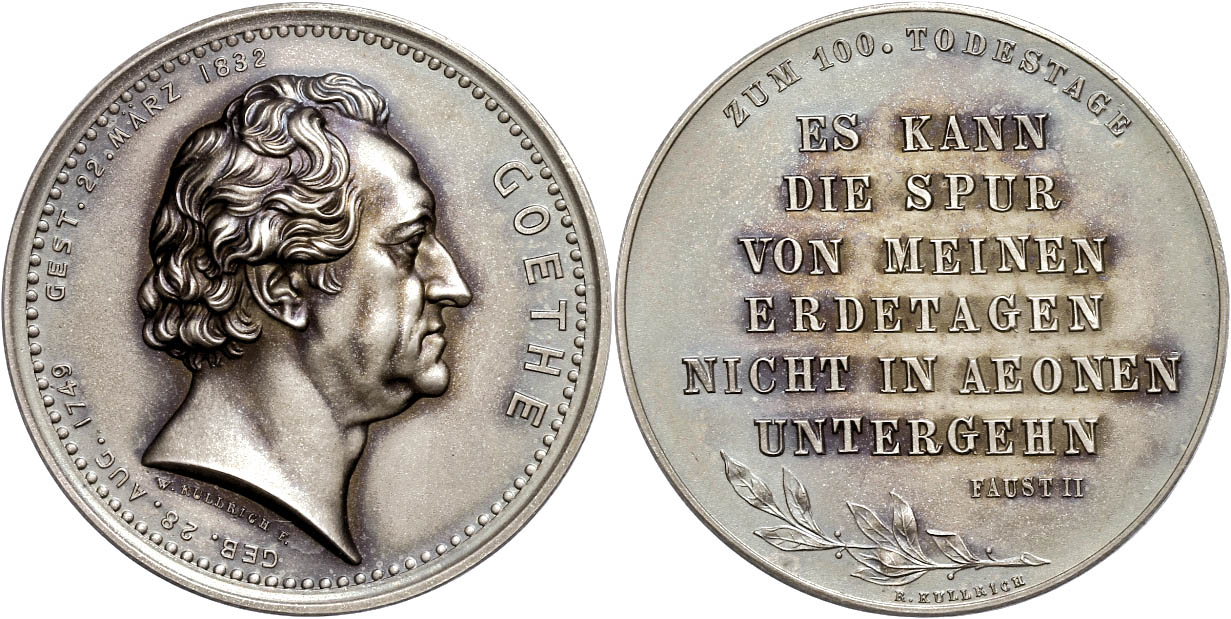 GEB. 28. AUG. 1749 GEST. 22. MÄRZ 1832
GOETHE
W. KULLRICH F.
ZUM 100. TODESTAGE
ES KANN
DIE SPUR
VON MEINEN
ERDETAGEN
NICHT IN AEONEN
UNTERGEHN
FAUST II
R. KULLRICH